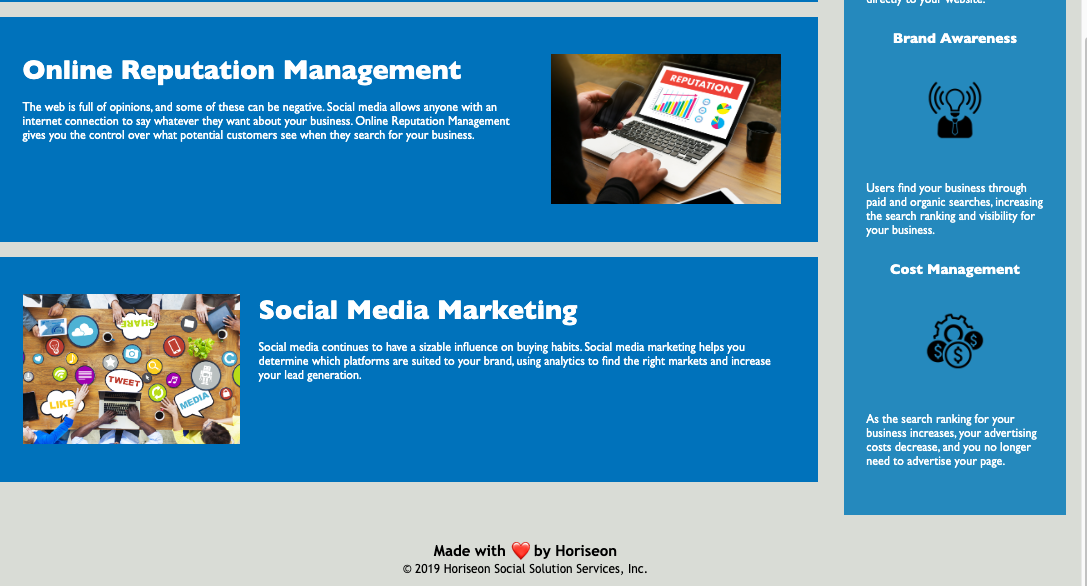 directly to your website.
Online Reputation Management
The web is full of opinions, and some of these can be negative. Social media allows anyone with an
internet connection to say whatever they want about your business. Online Reputation Management
gives you the control over what potential customers see when they search for your business.
REPUTATION
SHARE
TWEET
LIKE
MEDIA
Social Media Marketing
Social media continues to have a sizable influence on buying habits. Social media marketing helps you
determine which platforms are suited to your brand, using analytics to find the right markets and increase
your lead generation.
Brand Awareness
Users find your business through
paid and organic searches, increasing
the search ranking and visibility for
your business.
Cost Management
As the search ranking for your
business increases, your advertising
costs decrease, and you no longer
need to advertise your page.
Made with ❤️ by Horiseon
© 2019 Horiseon Social Solution Services, Inc.